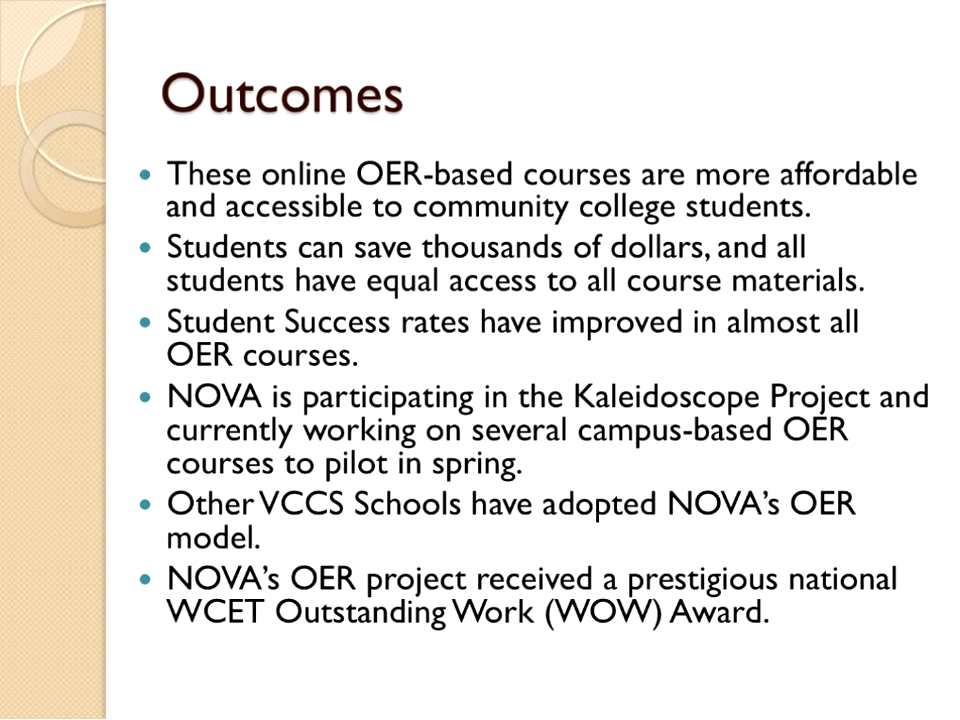 Outcomes
• These online OER-based courses are more affordable
and accessible to community college students.
• Students can save thousands of dollars, and all
students have equal access to all course materials.
• Student Success rates have improved in almost all
OER courses.
• NOVA is participating in the Kaleidoscope Project and
currently working on several campus-based OER
courses to pilot in spring.
• Other VCCS Schools have adopted NOVA's OER
model.
• NOVA's OER project received a prestigious national
WCET Outstanding Work (WOW) Award.